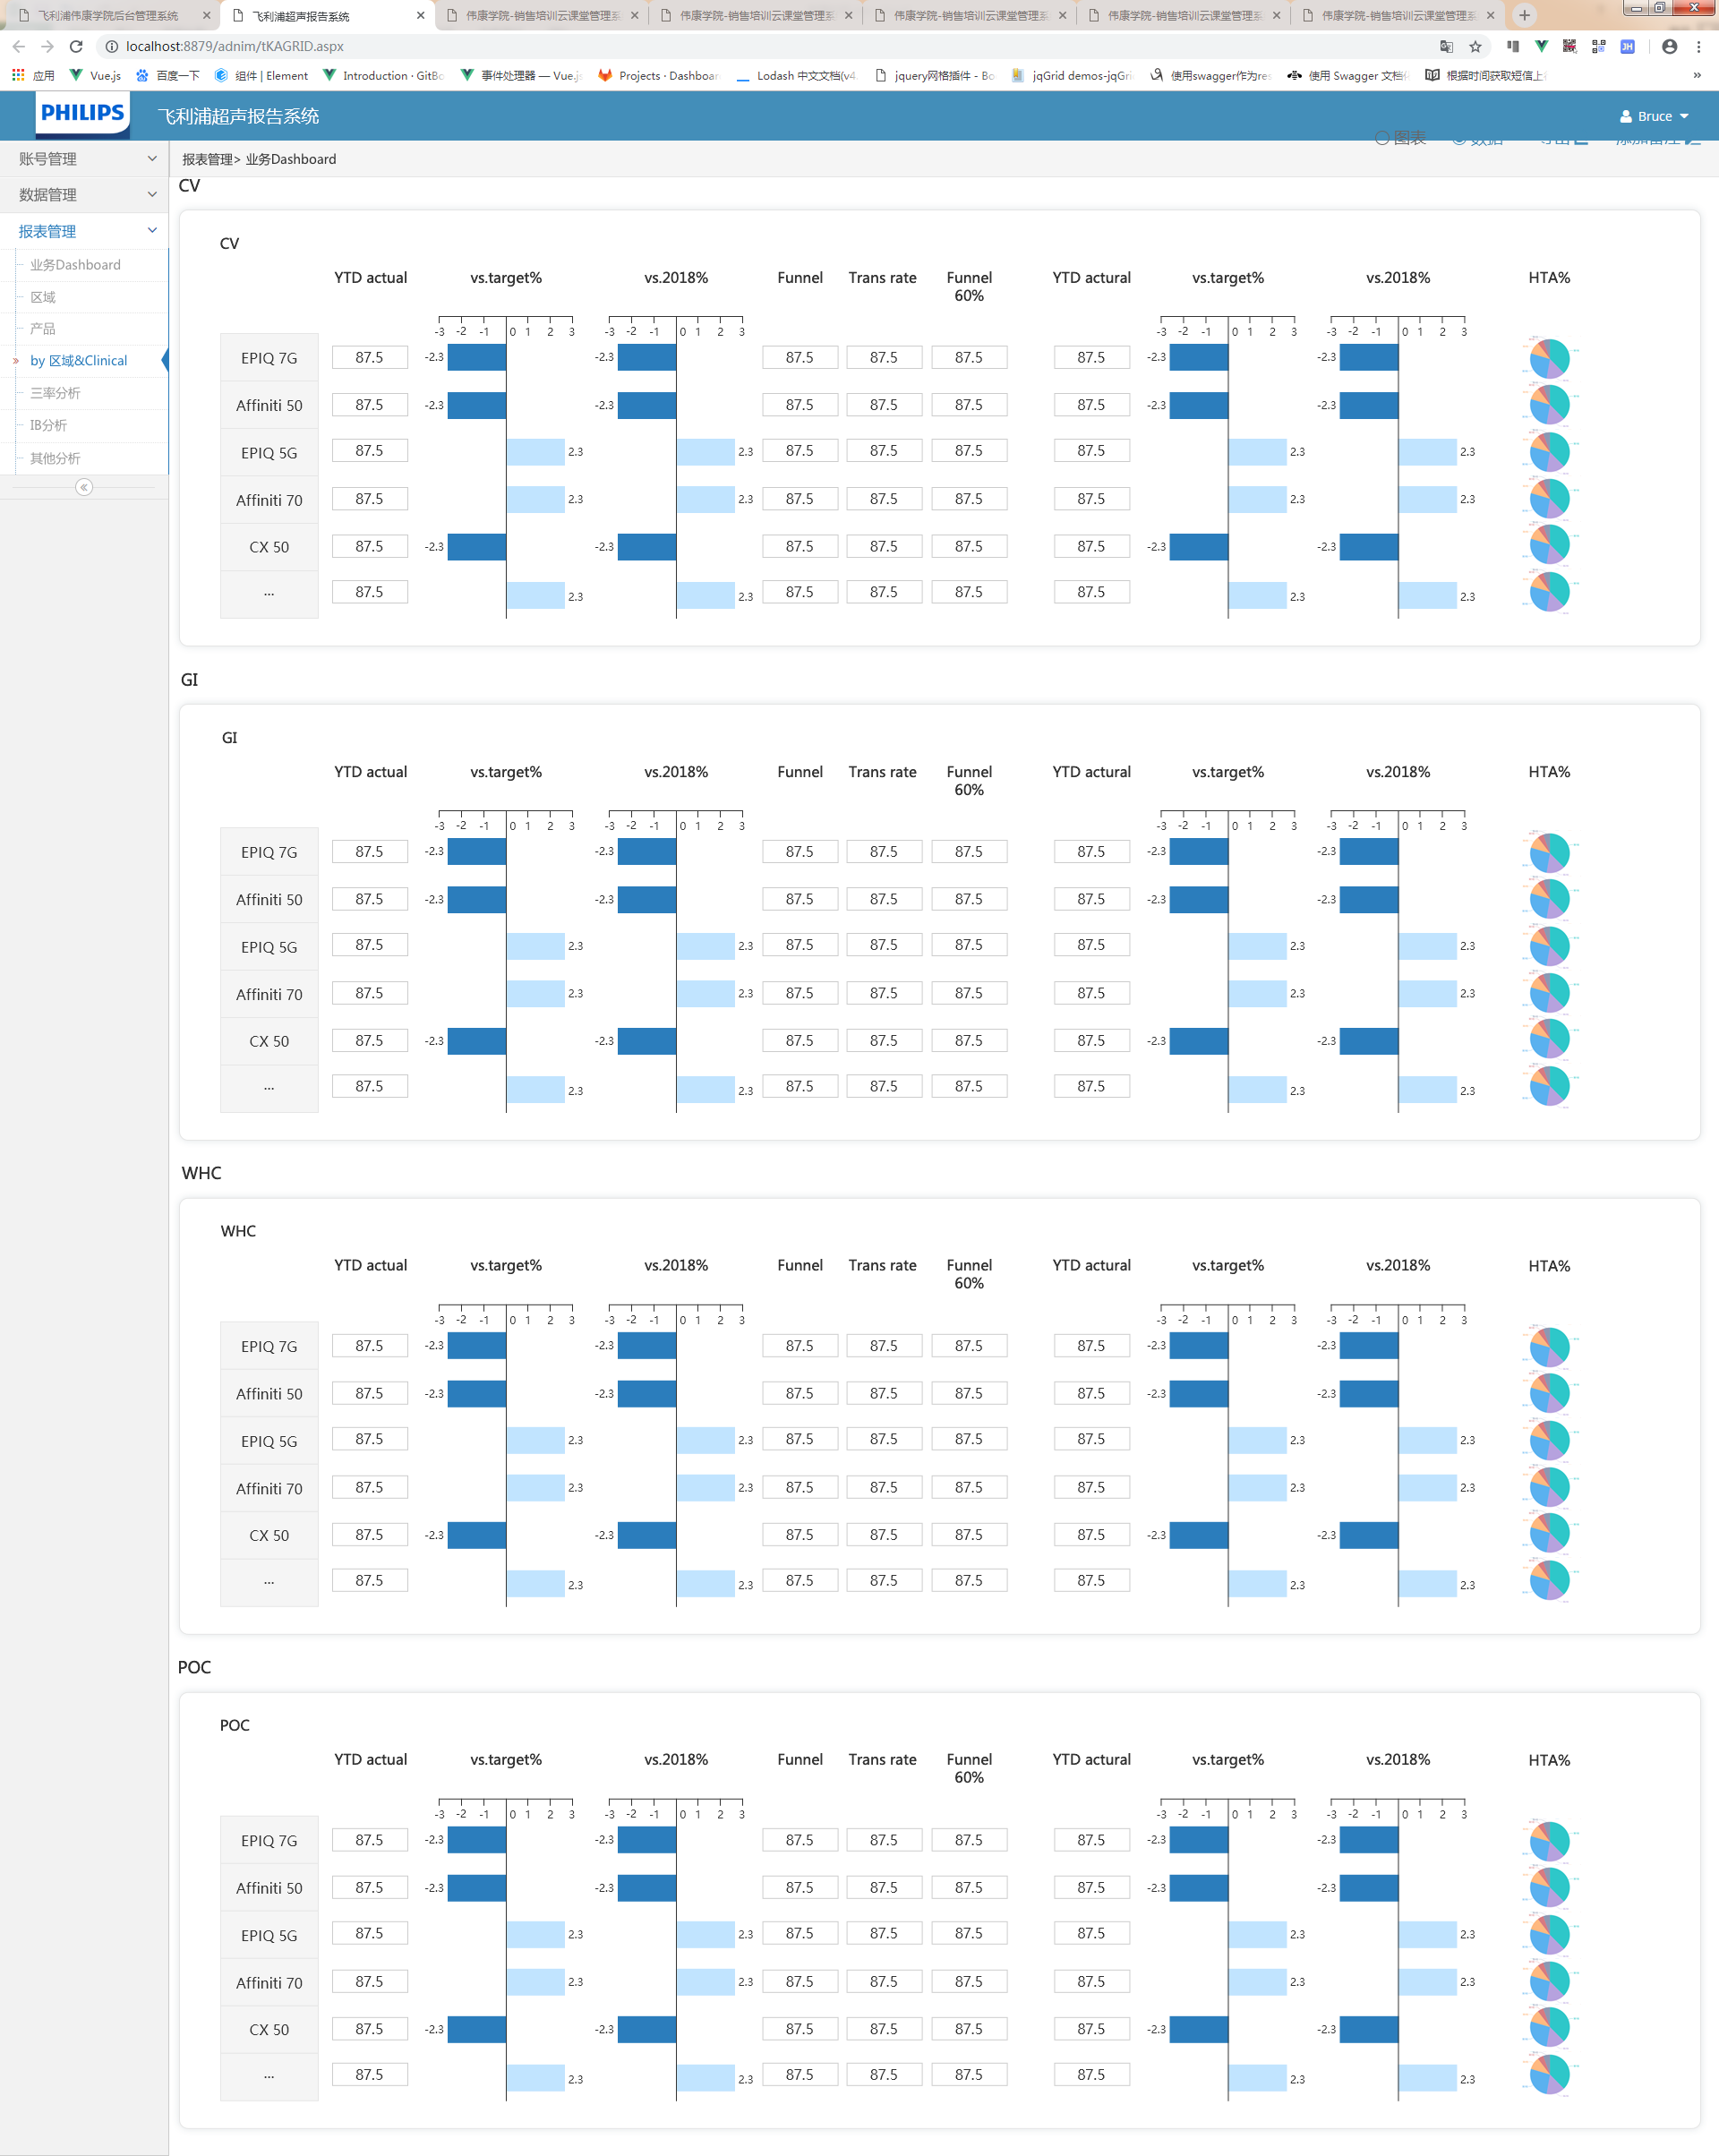 飞利浦伟康学院后台管理系统
飞利浦超声报告系统
伟康学院-销售培训云课堂管理系
伟康学院-销售培训云课堂管理系
伟康学院-销售培训云课堂管理系
伟康学院-销售培训云课堂管理系
伟康学院-销售培训云课堂管理系
localhost:8879/adnim/tKAGRID.aspx
应用 Vue.js 百度一下 组件 | Element Introduction · GitBo 事件处理器 — Vue.js Projects · Dashboar Lodash 中文文档(v4. jquery网格插件 - Bo jqGrid demos-jqGri 使用swagger作为res 使用 Swagger 文档 根据时间获取短信上
PHILIPS 飞利浦超声报告系统 Bruce
图表 数据 导出 添加备注
账号管理
数据管理
报表管理
业务Dashboard
区域
产品
by 区域&Clinical
三率分析
IB分析
其他分析
报表管理> 业务Dashboard
CV
CV
YTD actual vs.target% vs.2018% Funnel Trans rate Funnel 60% YTD actural vs.target% vs.2018% HTA%
-3 -2 -1 0 1 2 3 -3 -2 -1 0 1 2 3 -3 -2 -1 0 1 2 3 -3 -2 -1 0 1 2 3
EPIQ 7G 87.5 -2.3 -2.3 87.5 87.5 87.5 87.5 -2.3 -2.3
Affiniti 50 87.5 -2.3 -2.3 87.5 87.5 87.5 87.5 -2.3 -2.3
EPIQ 5G 87.5 2.3 2.3 87.5 87.5 87.5 87.5 2.3 2.3
Affiniti 70 87.5 2.3 2.3 87.5 87.5 87.5 87.5 2.3 2.3
CX 50 87.5 -2.3 -2.3 87.5 87.5 87.5 87.5 -2.3 -2.3
... 87.5 2.3 2.3 87.5 87.5 87.5 87.5 2.3 2.3
GI
GI
YTD actual vs.target% vs.2018% Funnel Trans rate Funnel 60% YTD actural vs.target% vs.2018% HTA%
-3 -2 -1 0 1 2 3 -3 -2 -1 0 1 2 3 -3 -2 -1 0 1 2 3 -3 -2 -1 0 1 2 3
EPIQ 7G 87.5 -2.3 -2.3 87.5 87.5 87.5 87.5 -2.3 -2.3
Affiniti 50 87.5 -2.3 -2.3 87.5 87.5 87.5 87.5 -2.3 -2.3
EPIQ 5G 87.5 2.3 2.3 87.5 87.5 87.5 87.5 2.3 2.3
Affiniti 70 87.5 2.3 2.3 87.5 87.5 87.5 87.5 2.3 2.3
CX 50 87.5 -2.3 -2.3 87.5 87.5 87.5 87.5 -2.3 -2.3
... 87.5 2.3 2.3 87.5 87.5 87.5 87.5 2.3 2.3
WHC
WHC
YTD actual vs.target% vs.2018% Funnel Trans rate Funnel 60% YTD actural vs.target% vs.2018% HTA%
-3 -2 -1 0 1 2 3 -3 -2 -1 0 1 2 3 -3 -2 -1 0 1 2 3 -3 -2 -1 0 1 2 3
EPIQ 7G 87.5 -2.3 -2.3 87.5 87.5 87.5 87.5 -2.3 -2.3
Affiniti 50 87.5 -2.3 -2.3 87.5 87.5 87.5 87.5 -2.3 -2.3
EPIQ 5G 87.5 2.3 2.3 87.5 87.5 87.5 87.5 2.3 2.3
Affiniti 70 87.5 2.3 2.3 87.5 87.5 87.5 87.5 2.3 2.3
CX 50 87.5 -2.3 -2.3 87.5 87.5 87.5 87.5 -2.3 -2.3
... 87.5 2.3 2.3 87.5 87.5 87.5 87.5 2.3 2.3
POC
POC
YTD actual vs.target% vs.2018% Funnel Trans rate Funnel 60% YTD actural vs.target% vs.2018% HTA%
-3 -2 -1 0 1 2 3 -3 -2 -1 0 1 2 3 -3 -2 -1 0 1 2 3 -3 -2 -1 0 1 2 3
EPIQ 7G 87.5 -2.3 -2.3 87.5 87.5 87.5 87.5 -2.3 -2.3
Affiniti 50 87.5 -2.3 -2.3 87.5 87.5 87.5 87.5 -2.3 -2.3
EPIQ 5G 87.5 2.3 2.3 87.5 87.5 87.5 87.5 2.3 2.3
Affiniti 70 87.5 2.3 2.3 87.5 87.5 87.5 87.5 2.3 2.3
CX 50 87.5 -2.3 -2.3 87.5 87.5 87.5 87.5 -2.3 -2.3
... 87.5 2.3 2.3 87.5 87.5 87.5 87.5 2.3 2.3